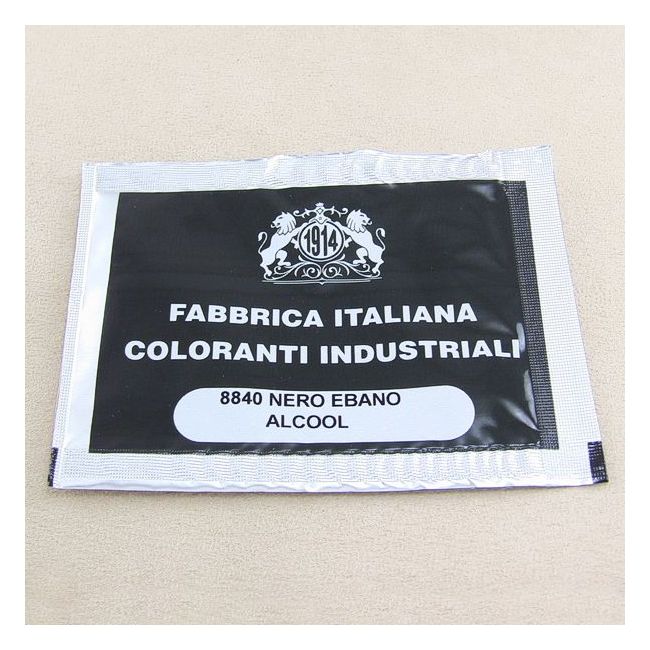 1914
FABBRICA ITALIANA
COLORANTI INDUSTRIALI
8840 NERO EBANO
ALCOOL